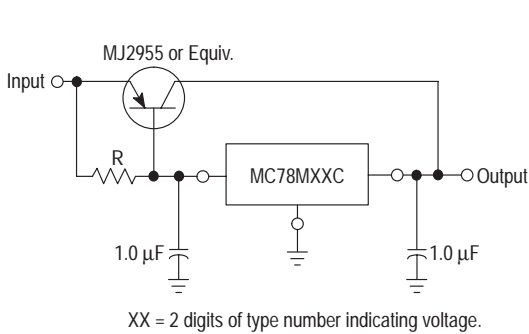 MJ2955 or Equiv.
Input
R
MC78MXXC
Output
1.0 μF
1.0 μF
XX = 2 digits of type number indicating voltage.